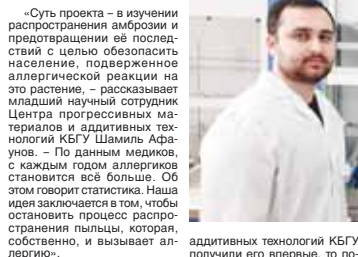 «Суть проекта – в изучении
распространения амброзии и
предотвращении её послед-
ствий с целью обезопасить
население, подверженное
аллергической реакции на
это растение, – рассказывает
младший научный сотрудник
Центра прогрессивных ма-
териалов и аддитивных тех-
нологий КБГУ Шамиль Афа-
унов. – По данным медиков,
с каждым годом аллергиков
становится всё больше. Об
этом говорит статистика. Наша
идея заключается в том, чтобы
остановить процесс распро-
странения пыльцы, которая,
собственно, и вызывает ал-
лергию».
аддитивных технологий КБГУ
получили его впервые, то по-